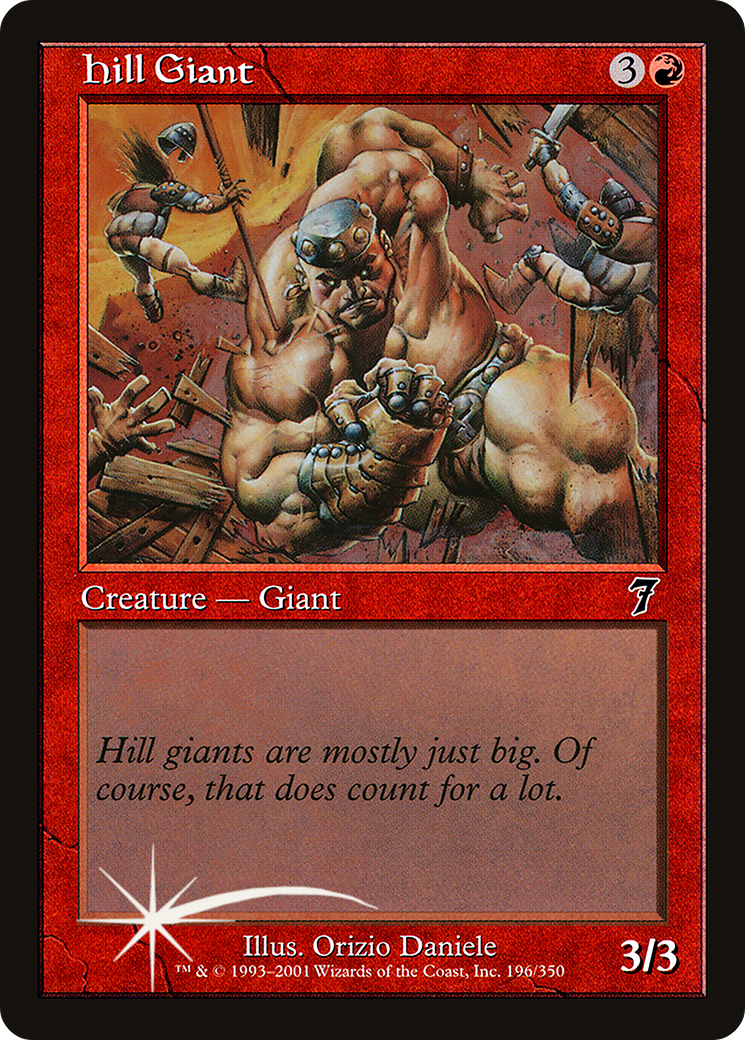 Hill Giant
3
Creature — Giant
7
Hill giants are mostly just big. Of
course, that does count for a lot.
Illus. Orizio Daniele
™ & © 1993–2001 Wizards of the Coast, Inc. 196/350
3/3